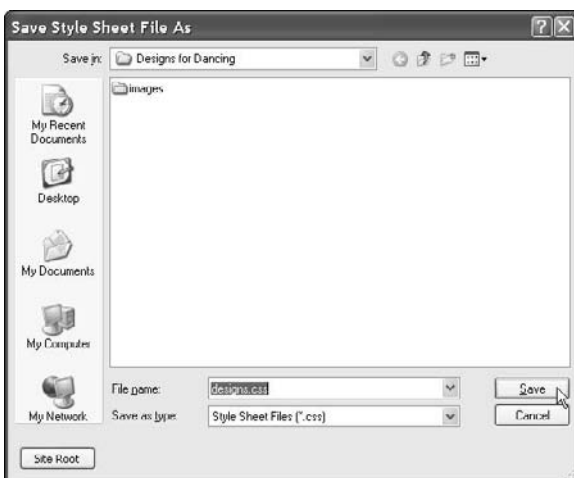 Save Style Sheet File As
Save in: Designs for Dancing
images
My Recent
Documents
Desktop
My Documents
My Computer
My Network
File name: designs.css
Save as type: Style Sheet Files (*.css)
Save
Cancel
Site Root